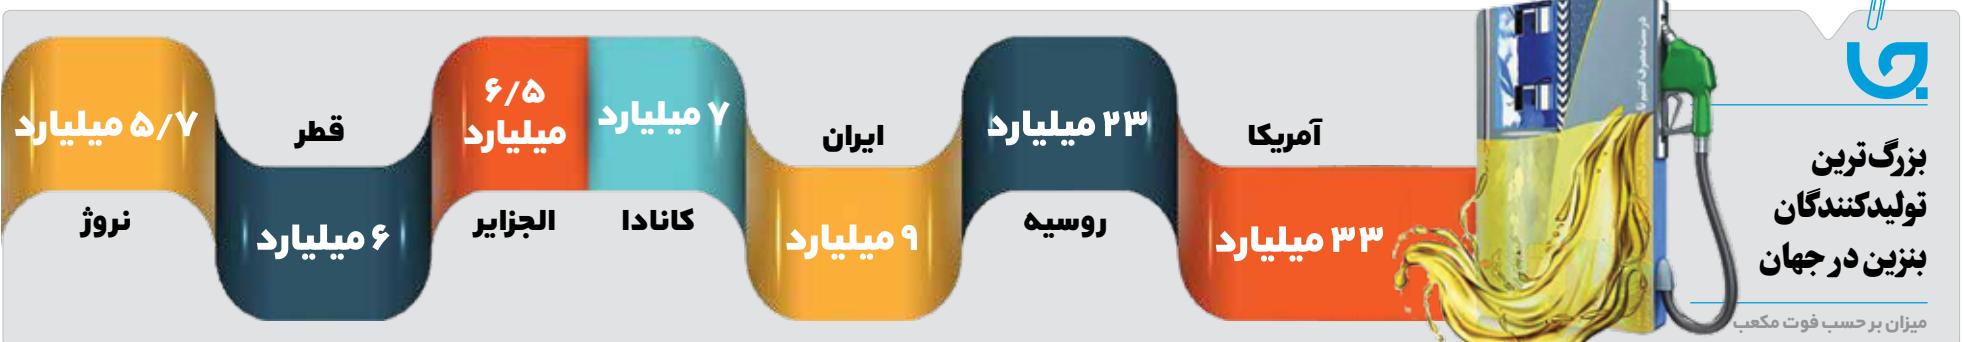 بزرگ‌ترین
تولیدکنندگان
بنزین در جهان
میزان بر حسب فوت مکعب
آمریکا
۳۳ میلیارد
۲۳ میلیارد
روسیه
ایران
۹ میلیارد
۷ میلیارد
کانادا
۶/۵
میلیارد
الجزایر
قطر
۶ میلیارد
۵/۷ میلیارد
نروژ